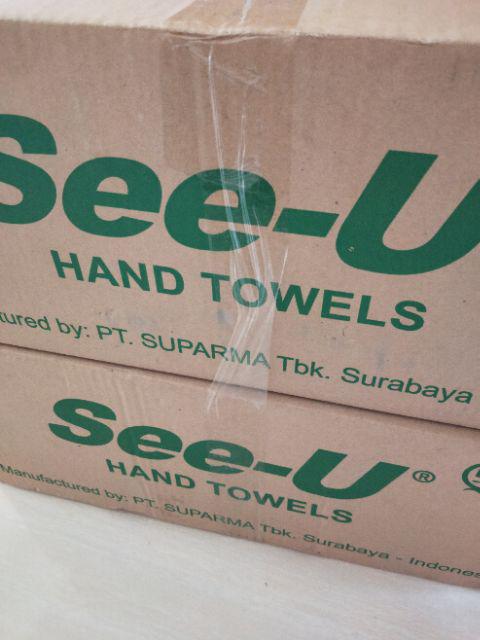 See-U
HAND TOWELS
tured by: PT. SUPARMA Tbk. Surabaya
See-U®
HAND TOWELS
Manufactured by: PT. SUPARMA Tbk. Surabaya - Indones